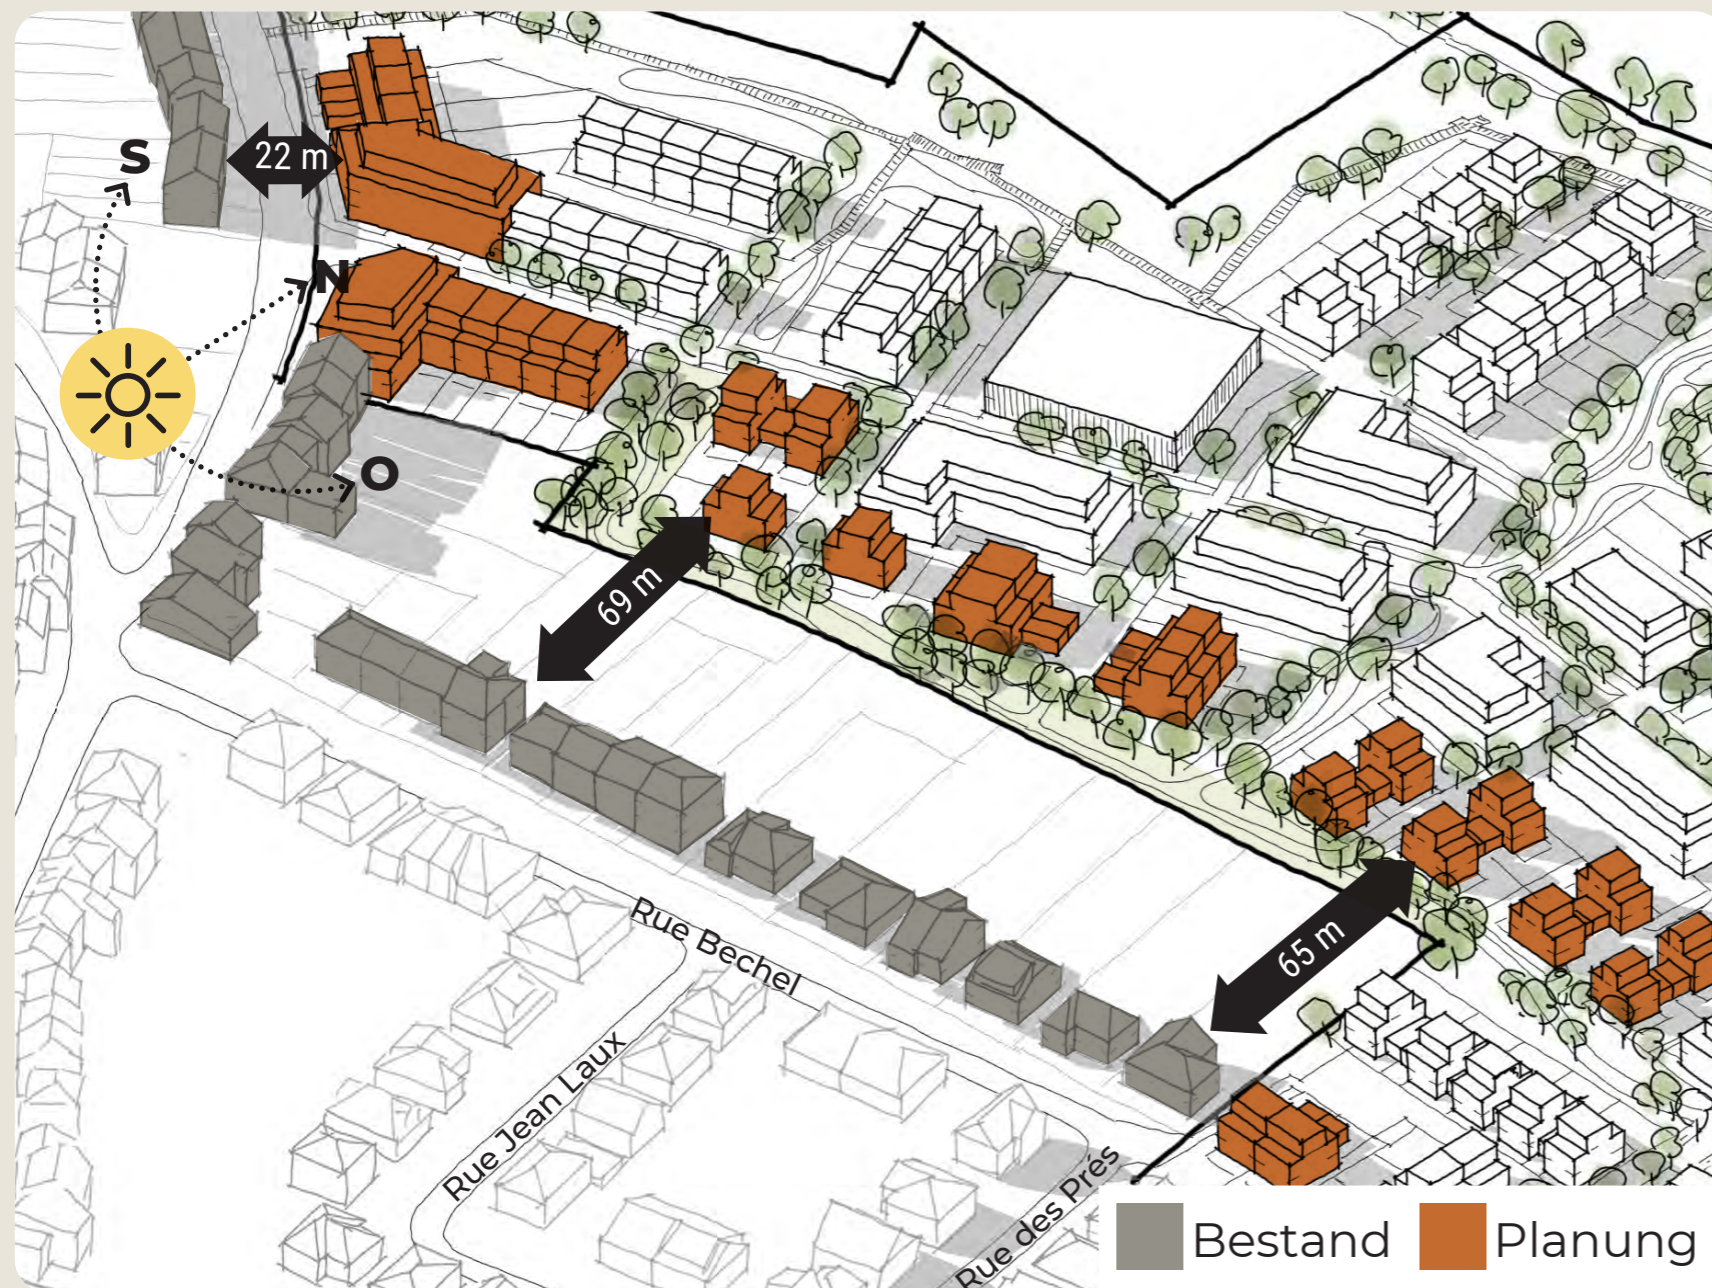 S
22 m
N
O
69 m
65 m
Rue Bechel
Rue Jean Laux
Rue des Prés
Bestand
Planung